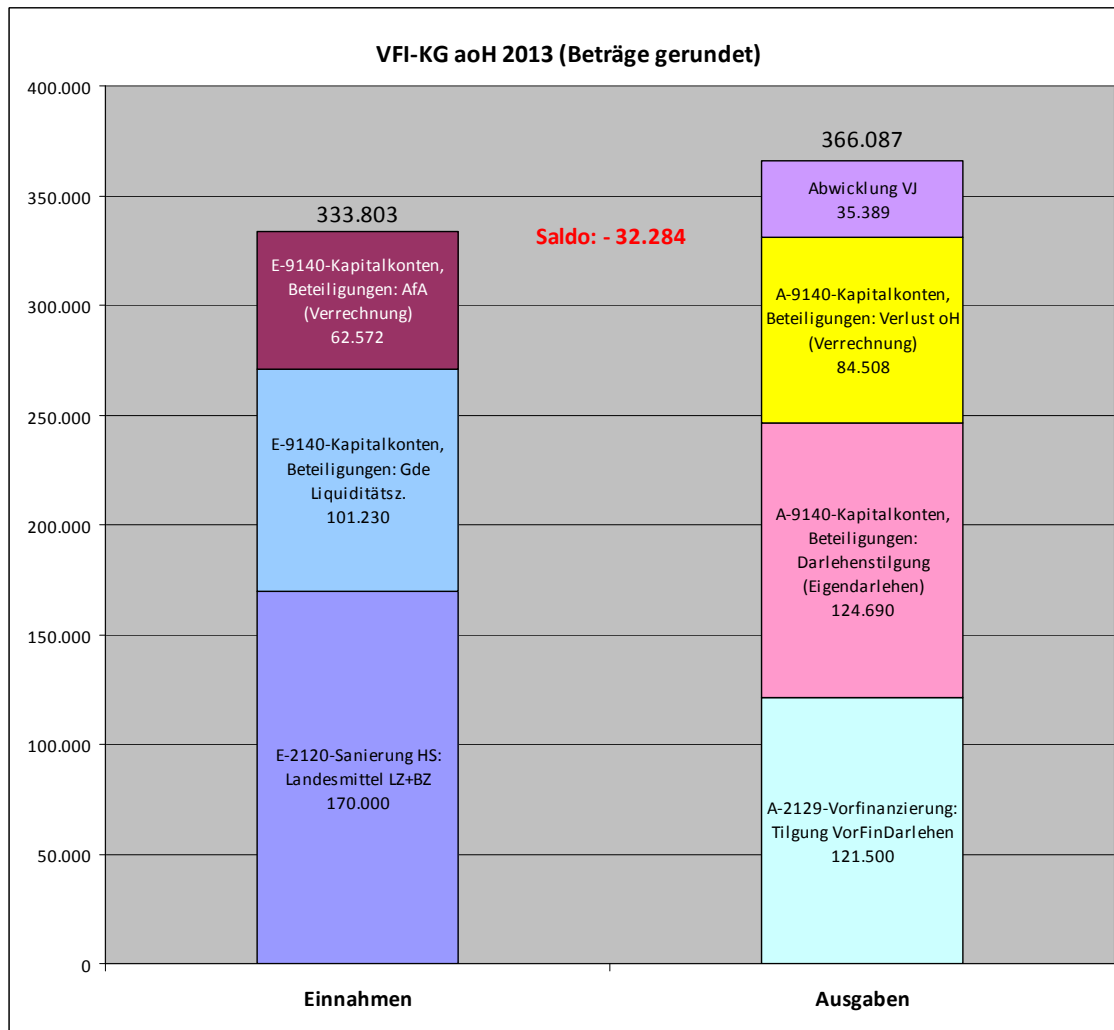 VFI-KG aoH 2013 (Beträge gerundet)
400.000
350.000
300.000
250.000
200.000
150.000
100.000
50.000
0
333.803
E-9140-Kapitalkonten,
Beteiligungen: AfA
(Verrechnung)
62.572
E-9140-Kapitalkonten,
Beteiligungen: Gde
Liquiditätsz.
101.230
E-2120-Sanierung HS:
Landesmittel LZ+BZ
170.000
Saldo: - 32.284
366.087
Abwicklung VJ
35.389
A-9140-Kapitalkonten,
Beteiligungen: Verlust oH
(Verrechnung)
84.508
A-9140-Kapitalkonten,
Beteiligungen:
Darlehenstilgung
(Eigendarlehen)
124.690
A-2129-Vorfinanzierung:
Tilgung VorFinDarlehen
121.500
Einnahmen
Ausgaben